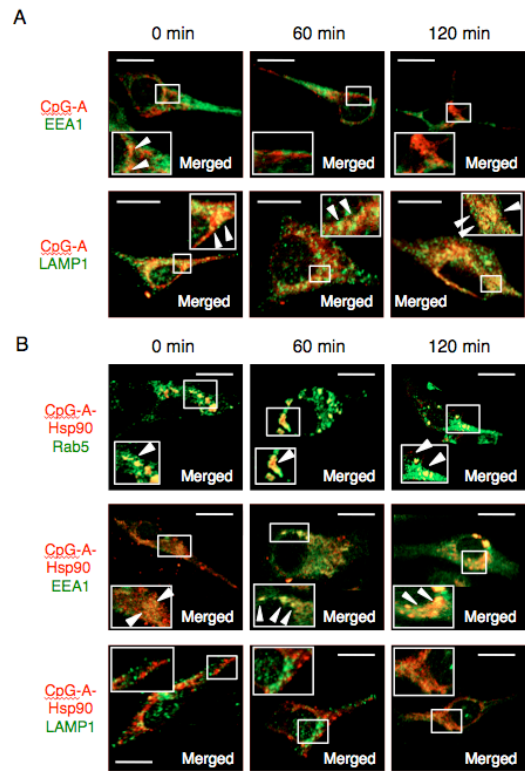 A
0 min 60 min 120 min
CpG-A
EEA1
Merged Merged Merged
CpG-A
LAMP1
Merged Merged Merged
B
0 min 60 min 120 min
CpG-A-
Hsp90
Rab5
Merged Merged Merged
CpG-A-
Hsp90
EEA1
Merged Merged Merged
CpG-A-
Hsp90
LAMP1
Merged Merged Merged